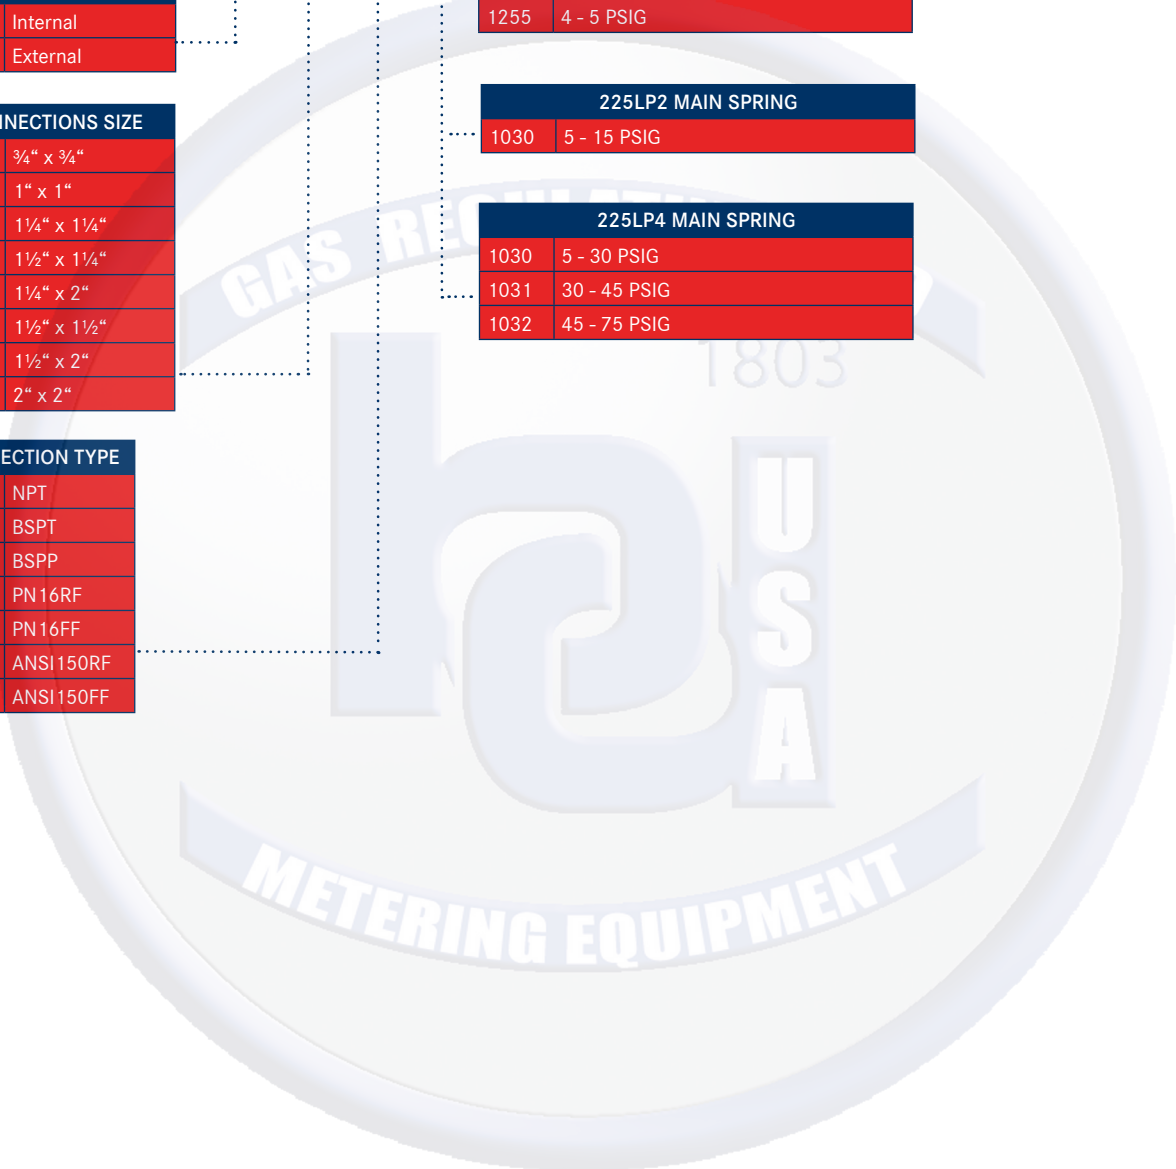 Internal
External
NNECTIONS SIZE
¾“ x ¾“
1“ x 1“
1¼“ x 1¼“
1½“ x 1¼“
1¼“ x 2“
1½“ x 1½“
1½“ x 2“
2“ x 2“
ECTION TYPE
NPT
BSPT
BSPP
PN16RF
PN16FF
ANSI150RF
ANSI150FF
1255 4 - 5 PSIG
225LP2 MAIN SPRING
1030 5 - 15 PSIG
225LP4 MAIN SPRING
1030 5 - 30 PSIG
1031 30 - 45 PSIG
1032 45 - 75 PSIG
GAS
1803
USA
METERING EQUIPMENT